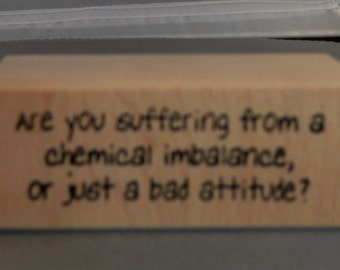 Are you suffering from a
chemical imbalance,
or just a bad attitude?